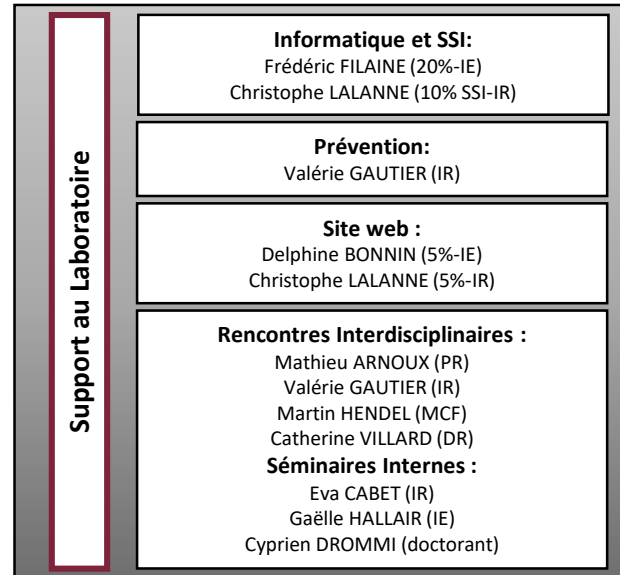 Support au Laboratoire
Informatique et SSI:
Frédéric FILAINE (20%-IE)
Christophe LALANNE (10% SSI-IR)
Prévention:
Valérie GAUTIER (IR)
Site web :
Delphine BONNIN (5%-IE)
Christophe LALANNE (5%-IR)
Rencontres Interdisciplinaires :
Mathieu ARNOUX (PR)
Valérie GAUTIER (IR)
Martin HENDEL (MCF)
Catherine VILLARD (DR)
Séminaires Internes :
Eva CABET (IR)
Gaëlle HALLAIR (IE)
Cyprien DROMMI (doctorant)